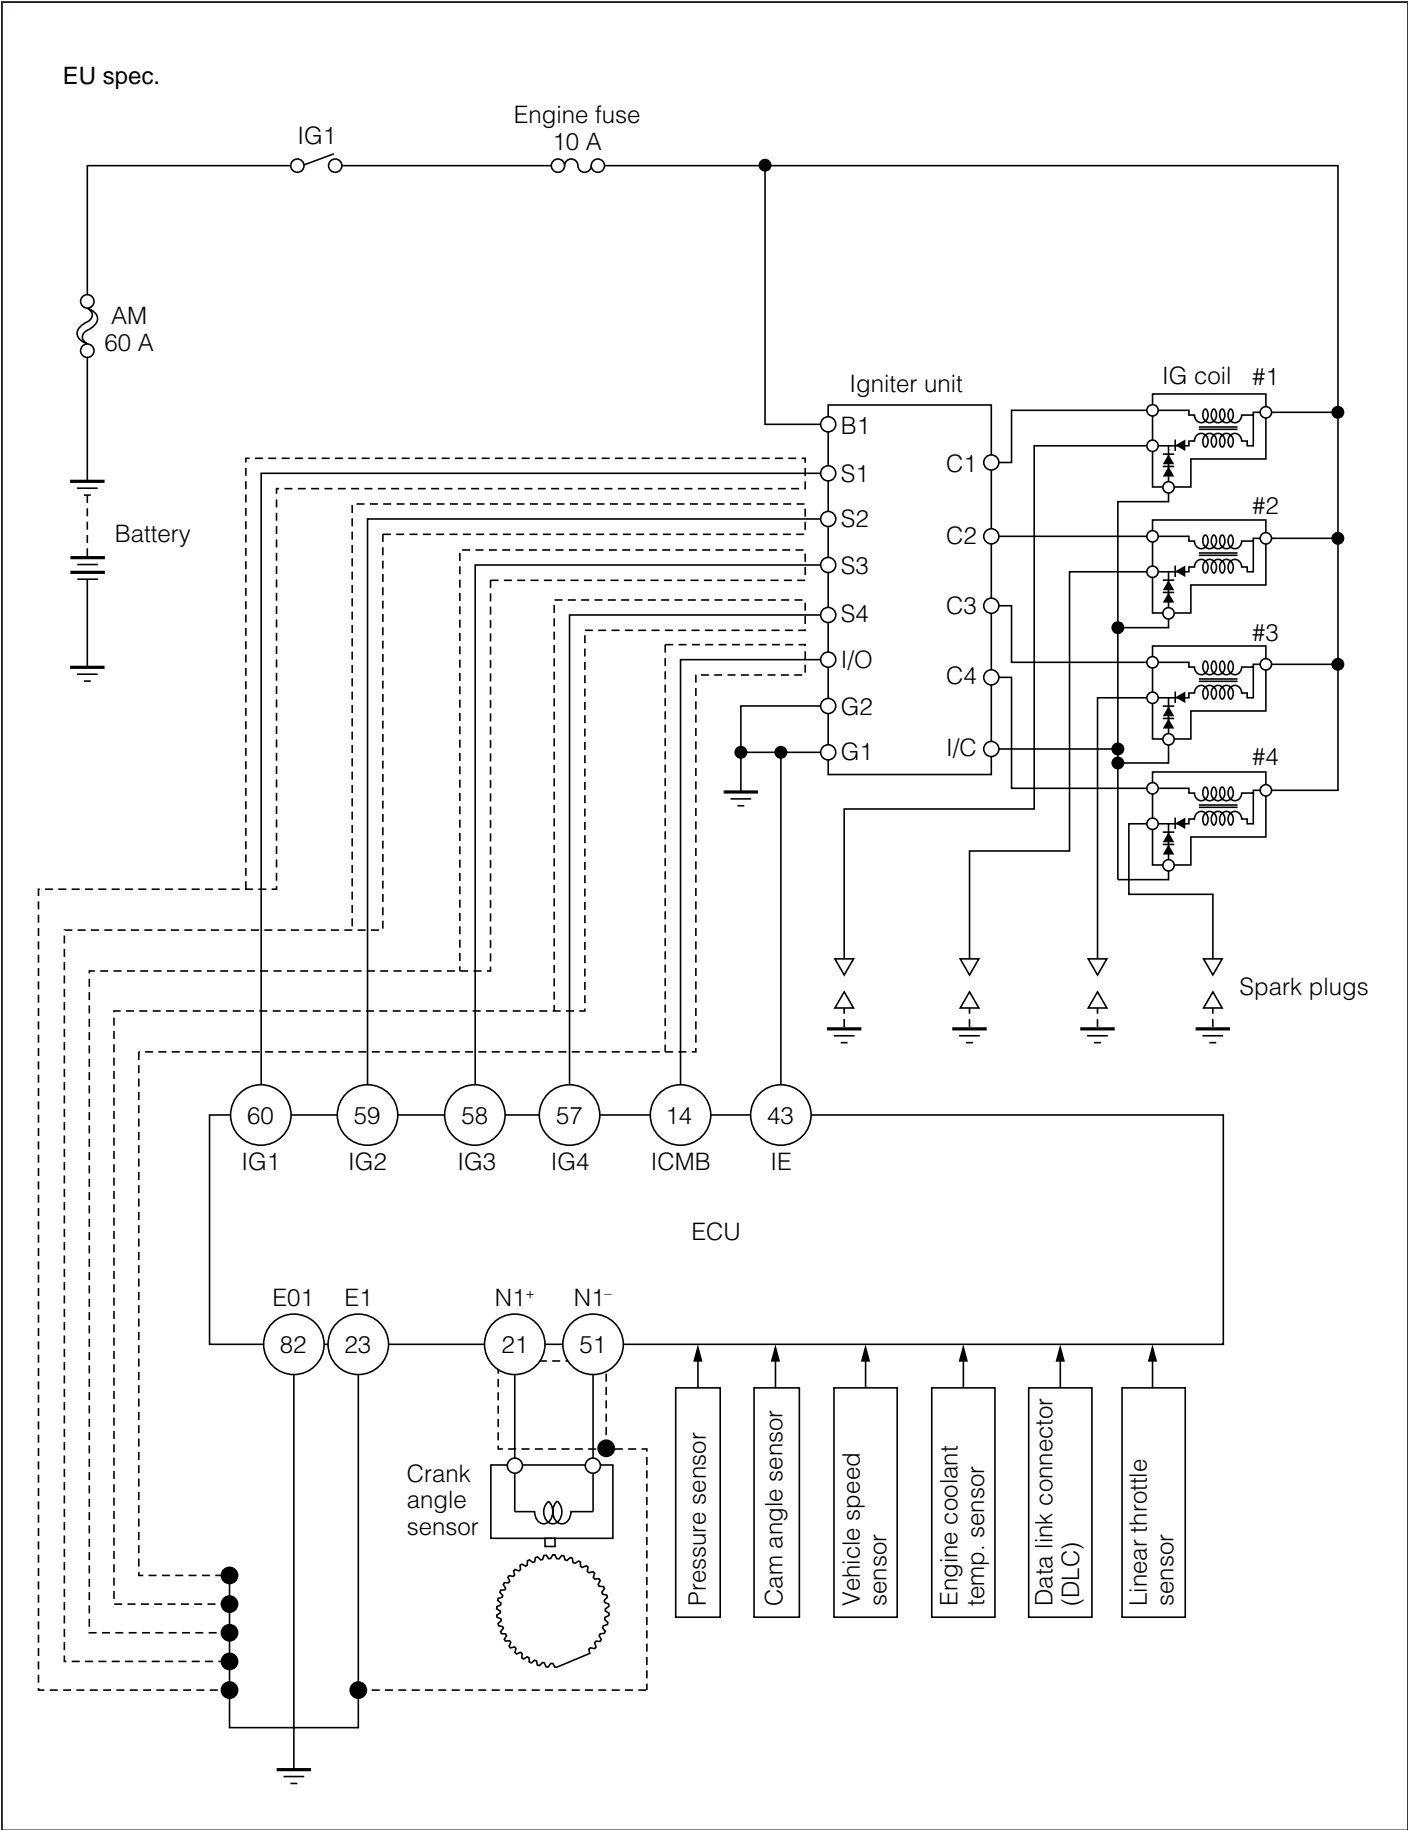 EU spec.
IG1
Engine fuse
10 A
AM
60 A
Battery
Igniter unit
B1
S1
S2
S3
S4
I/O
G2
G1
C1
C2
C3
C4
I/C
IG coil
#1
#2
#3
#4
Spark plugs
60
59
58
57
14
43
IG1
IG2
IG3
IG4
ICMB
IE
ECU
E01
E1
N1+
N1–
82
23
21
51
Crank
angle
sensor
Pressure sensor
Cam angle sensor
Vehicle speed
sensor
Engine coolant
temp. sensor
Data link connector
(DLC)
Linear throttle
sensor